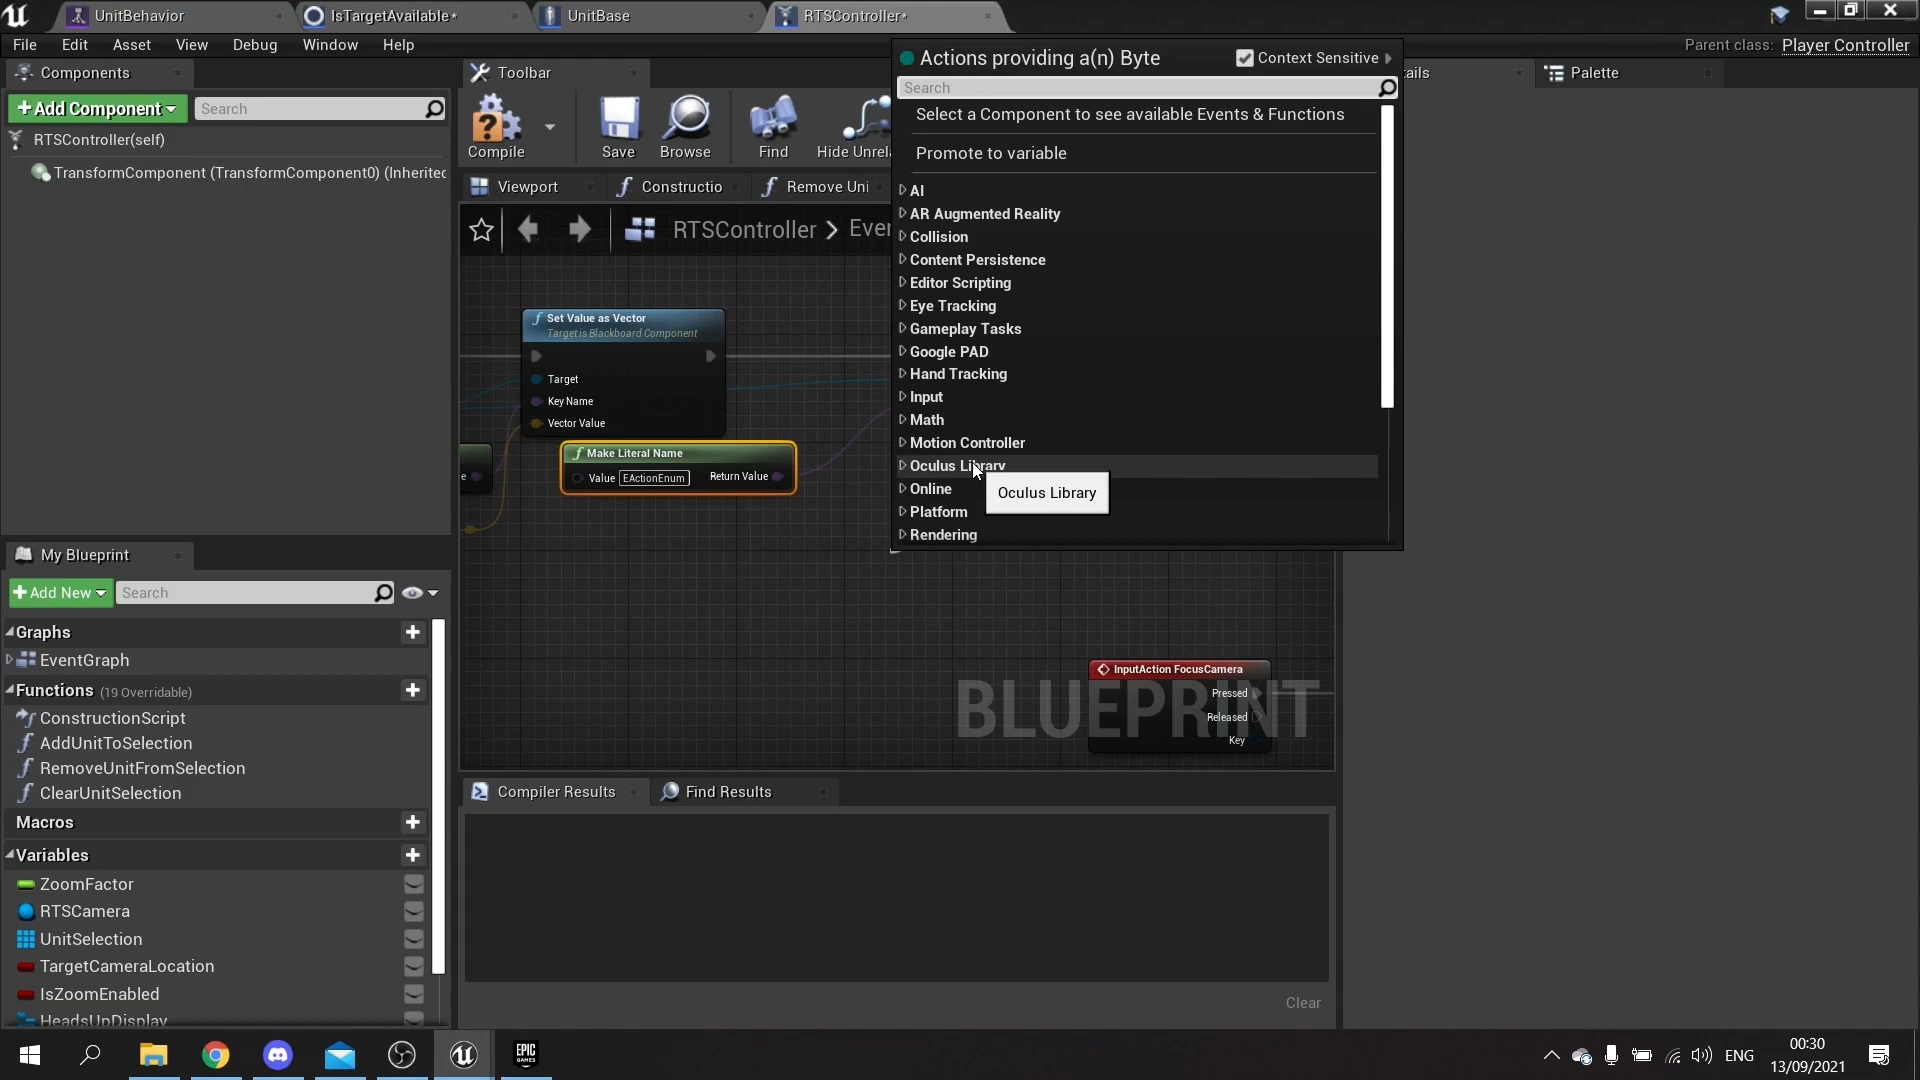 UnitBehavior
IsTargetAvailable*
UnitBase
RTSController*
File Edit Asset View Debug Window Help
Parent class: Player Controller
Components
+Add Component
Search
RTSController(self)
TransformComponent (TransformComponent0) (Inherited
Toolbar
Compile
Save
Browse
Find
Hide Unrela
Viewport
Constructio
Remove Uni
RTSController > Even
Set Value as Vector
Target is Blackboard Component
Target
Key Name
Vector Value
e
Make Literal Name
Value EActionEnum Return Value
Actions providing a(n) Byte
Context Sensitive
Search
Select a Component to see available Events & Functions
Promote to variable
AI
AR Augmented Reality
Collision
Content Persistence
Editor Scripting
Eye Tracking
Gameplay Tasks
Google PAD
Hand Tracking
Input
Math
Motion Controller
Oculus Library
Online
Platform
Rendering
Oculus Library
tails
Palette
InputAction FocusCamera
Pressed
Released
Key
BLUEPRINT
My Blueprint
+Add New
Search
Graphs
EventGraph
Functions (19 Overridable)
ConstructionScript
AddUnitToSelection
RemoveUnitFromSelection
ClearUnitSelection
Macros
Variables
ZoomFactor
RTSCamera
UnitSelection
TargetCameraLocation
IsZoomEnabled
HeadsUpDisplay
Compiler Results
Find Results
Clear
EPIC
GAMES
ENG
00:30
13/09/2021